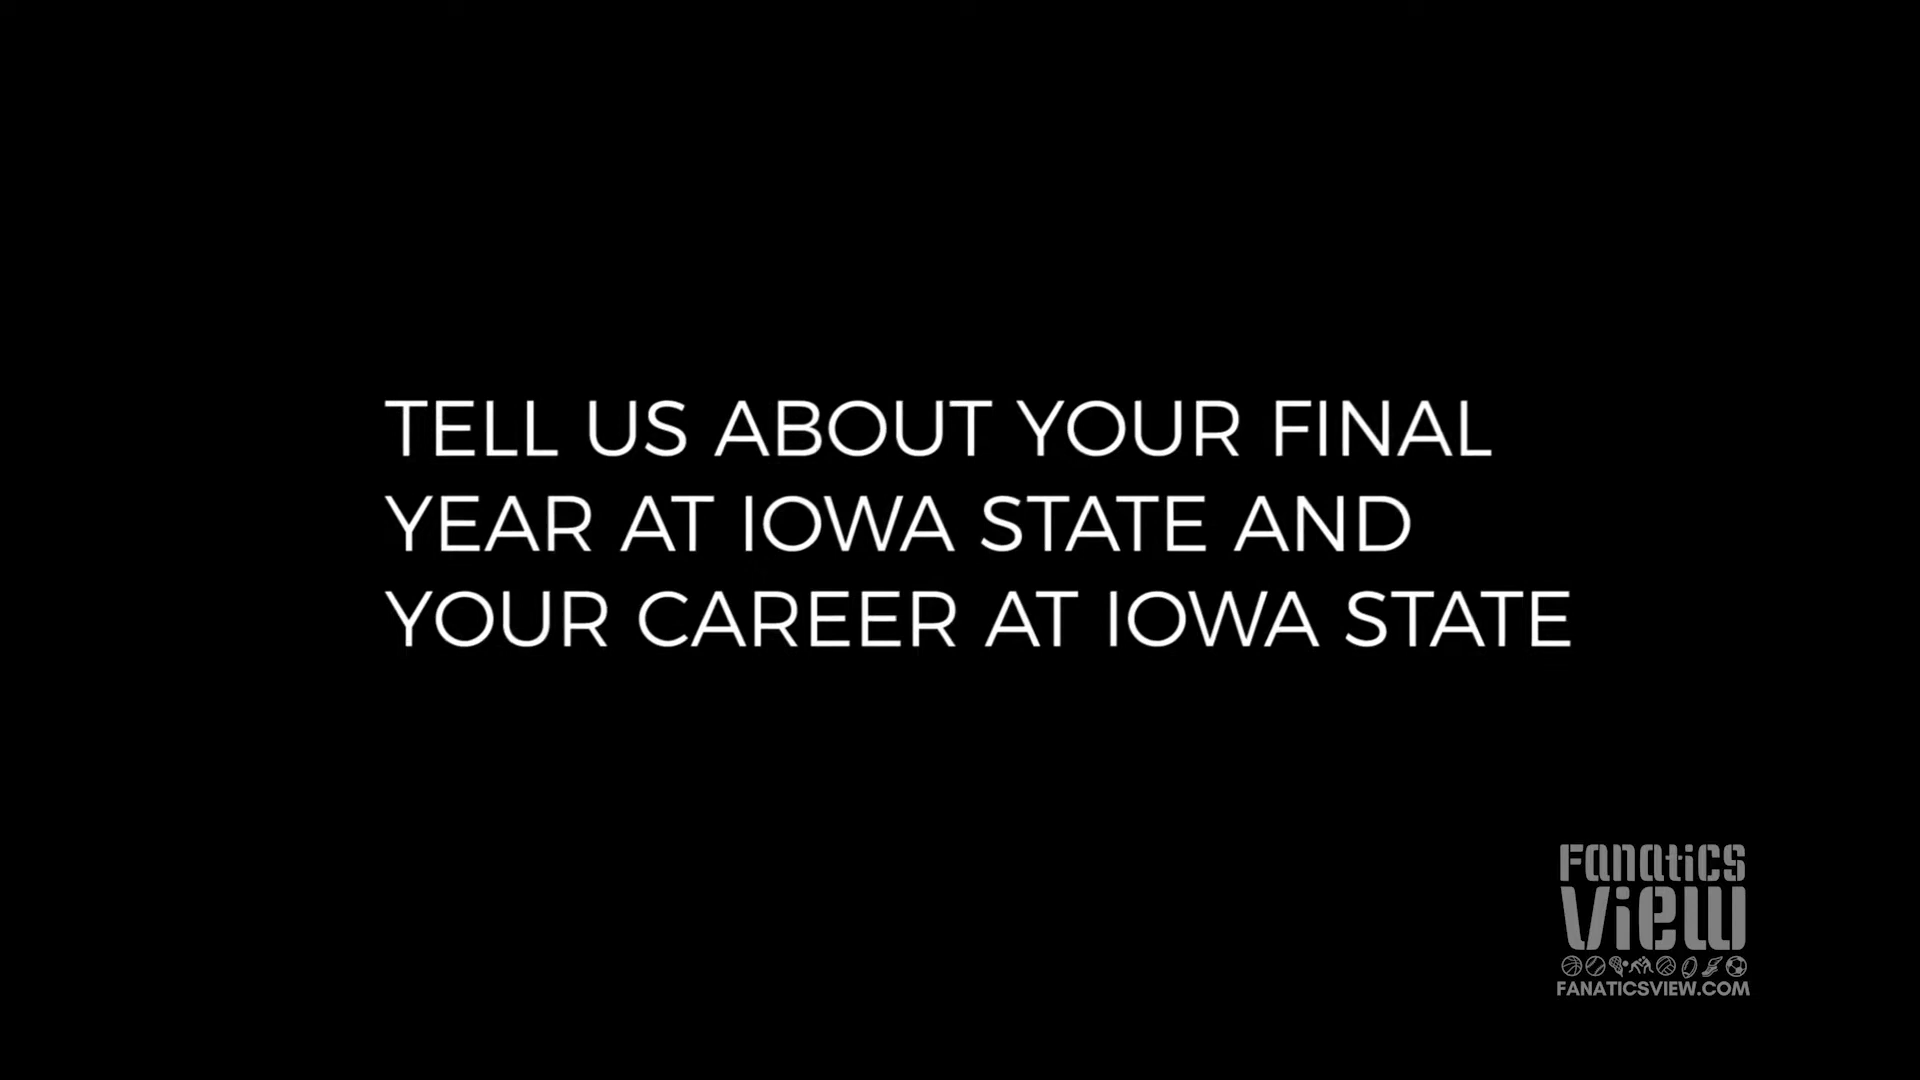 TELL US ABOUT YOUR FINAL
YEAR AT IOWA STATE AND
YOUR CAREER AT IOWA STATE
Fanatics
View
FANATICSVIEW.COM